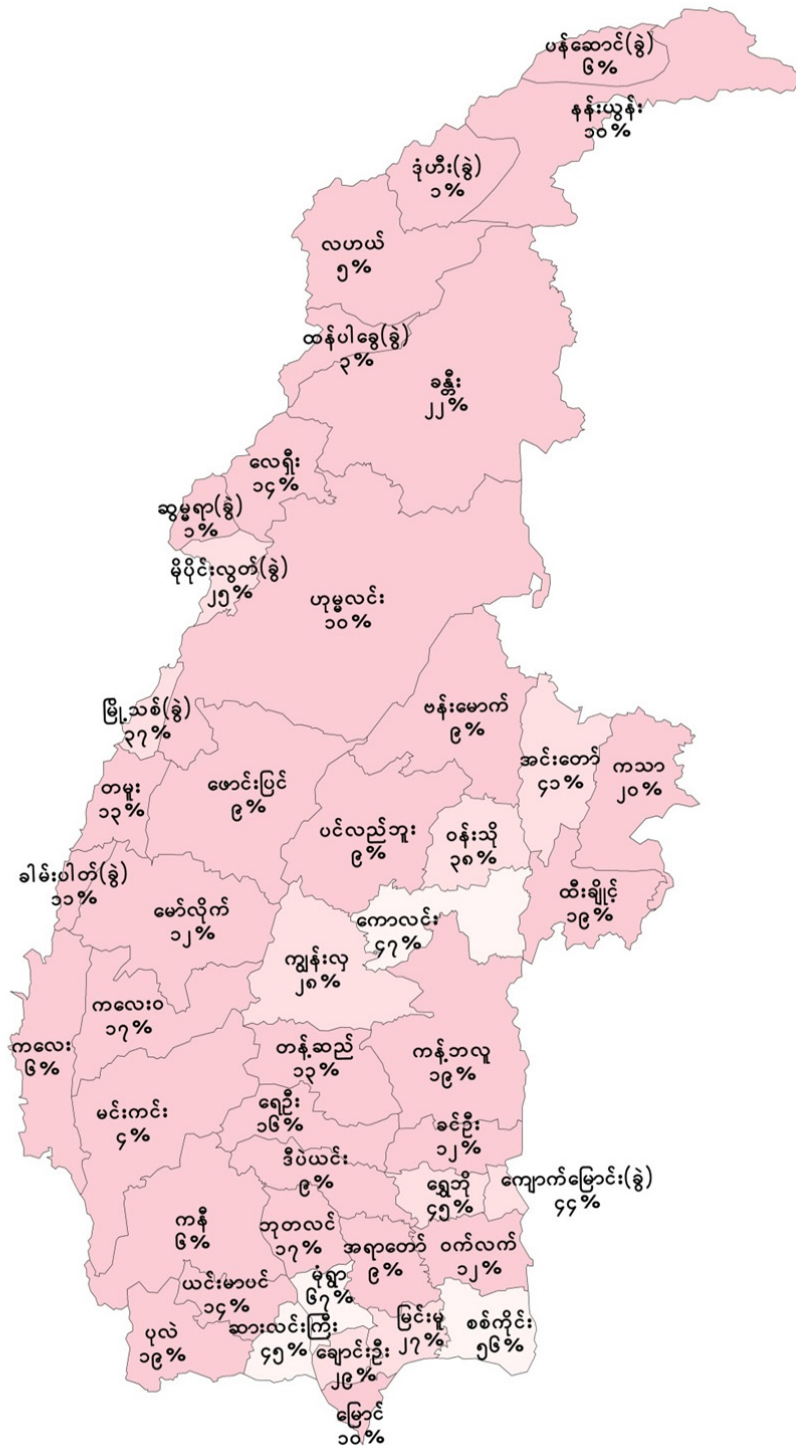 ပန်ဆောင်(ခွဲ)
၆%
နန်းယွန်း
၁၀%
ဒုံဟီး(ခွဲ)
၁%
လဟယ်
၅%
ထန်ပါခွေ(ခွဲ)
၃%
ခန္တီး
၂၂%
လေရှီး
၁၄%
ဆွမ္မရာ(ခွဲ)
၁%
မိုပိုင်းလွတ်(ခွဲ)
၂၅%
ဟုမ္မလင်း
၁၀%
မြို့သစ်(ခွဲ)
၃၇%
ဗန်းမောက်
၉%
အင်းတော်
၄၁%
ကသာ
၂၀%
တမူး
၁၃%
ဖောင်းပြင်
၉%
ပင်လည်ဘူး
၉%
ဝန်းသို
၃၈%
ခါမ်းပါတ်(ခွဲ)
၁၁%
မော်လိုက်
၁၂%
ကောလင်း
၄၇%
ထီးချိုင့်
၁၉%
ကျွန်းလှ
၂၈%
ကလေးဝ
၁၇%
ကလေး
၆%
တန့်ဆည်
၁၃%
ကန့်ဘလူ
၁၉%
မင်းကင်း
၄%
ရေဦး
၁၆%
ခင်ဦး
၁၂%
ဒီပဲယင်း
၉%
ရွှေဘို
၄၅%
ကျောက်မြောင်း(ခွဲ)
၄၄%
ကနီ
၆%
ဘုတလင်
၁၇%
အရာတော်
၉%
ဝက်လက်
၁၂%
ယင်းမာပင်
၁၄%
မုံရွာ
၆၇%
ပုလဲ
၁၉%
ဆားလင်းကြီး
၄၅%
ချောင်းဦး
၂၉%
မြင်းမူ
၂၇%
စစ်ကိုင်း
၅၆%
မြောင်
၁၀%